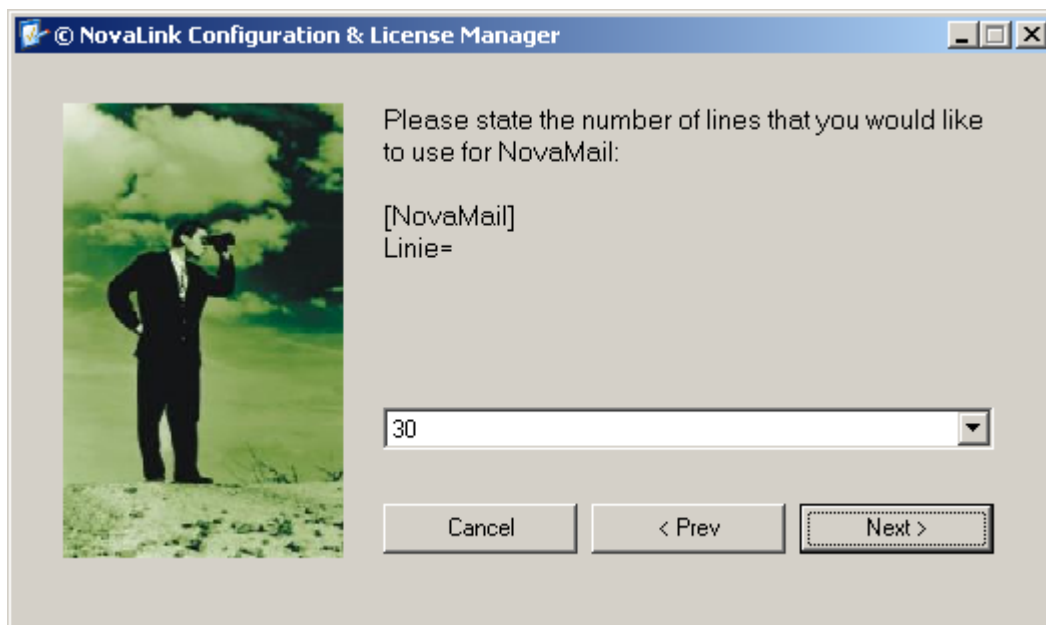 © NovaLink Configuration & License Manager
Please state the number of lines that you would like
to use for NovaMail:
[NovaMail]
Linie=
30
Cancel
< Prev
Next >